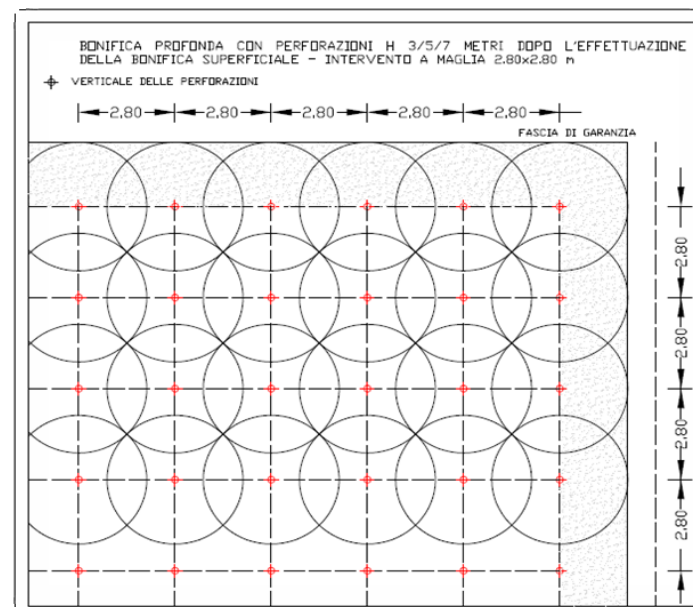 BONIFICA PROFONDA CON PERFORAZIONI H 3/5/7 METRI DOPO L'EFFETTUAZIONE
DELLA BONIFICA SUPERFICIALE - INTERVENTO A MAGLIA 2.80x2.80 m
VERTICALE DELLE PERFORAZIONI
2,80 2,80 2,80 2,80 2,80
FASCIA DI GARANZIA
2,80
2,80
2,80
2,80